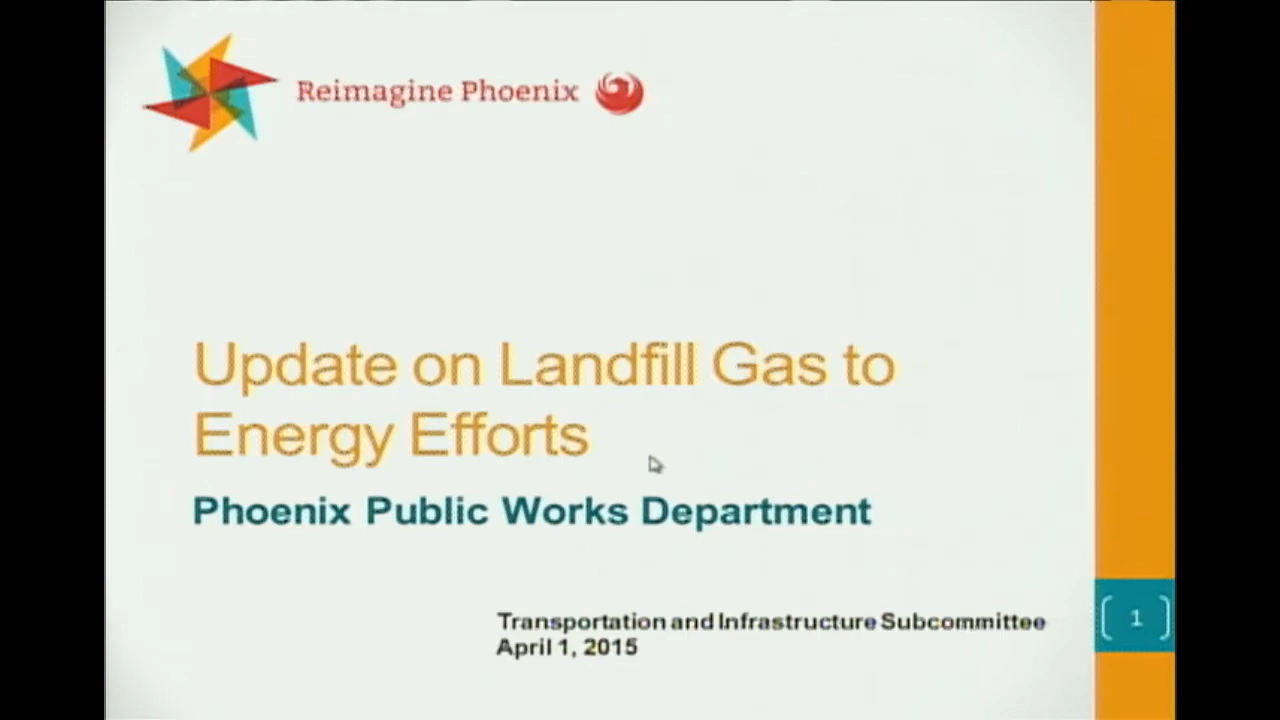 Reimagine Phoenix
Update on Landfill Gas to
Energy Efforts
Phoenix Public Works Department
Transportation and Infrastructure Subcommittee
April 1, 2015
1